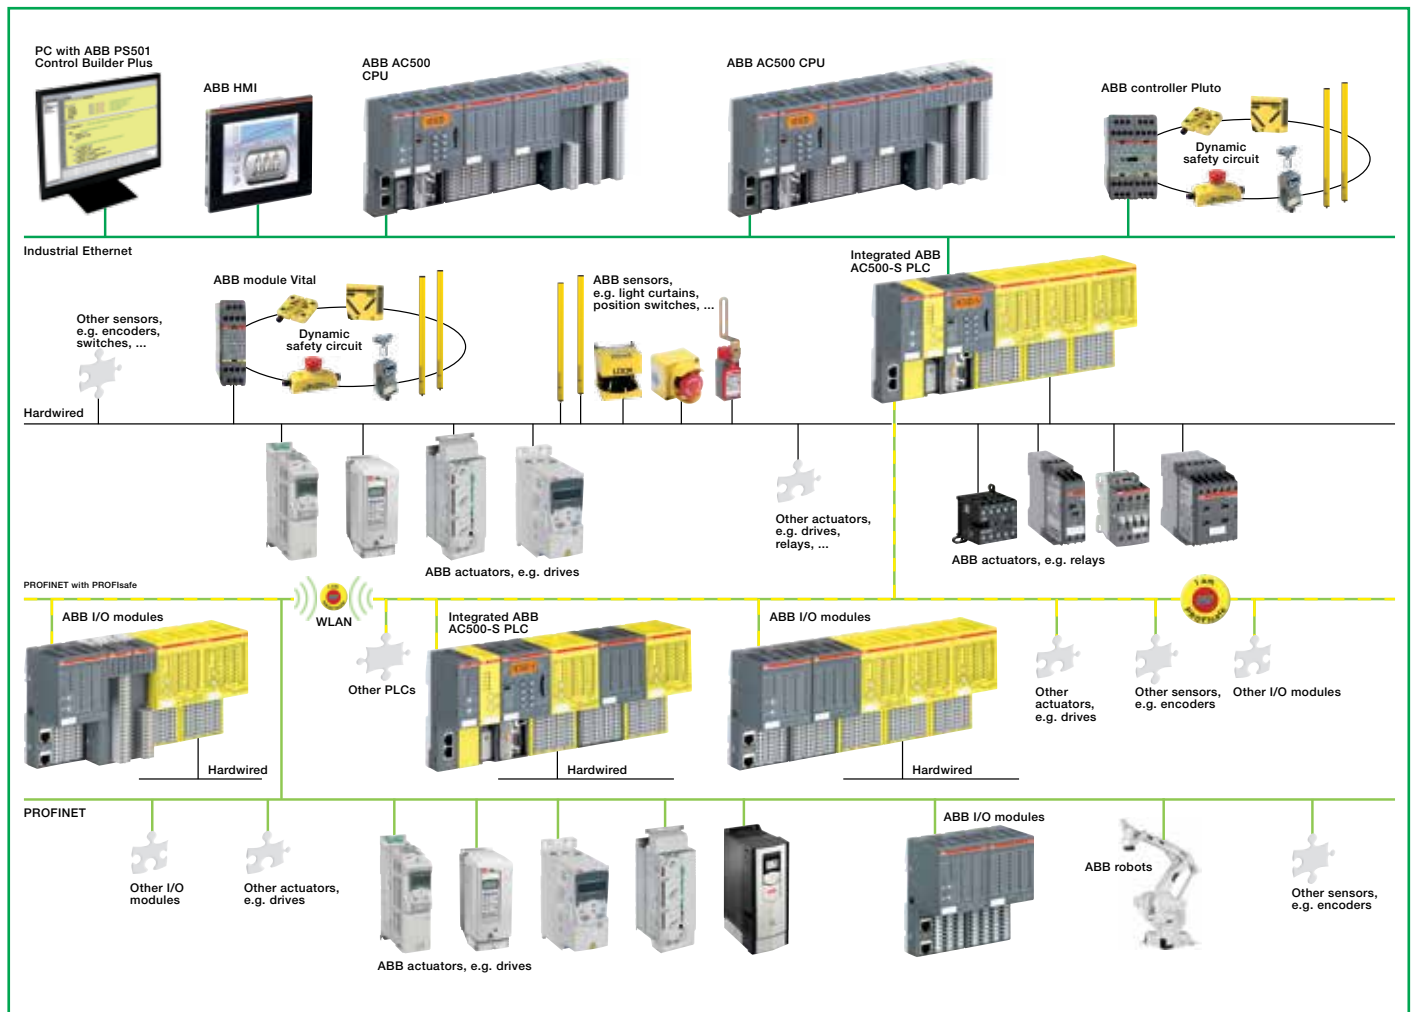 PC with ABB PS501
Control Builder Plus
ABB HMI
ABB AC500
CPU
ABB AC500 CPU
ABB controller Pluto
Dynamic
safety circuit
Industrial Ethernet
Integrated ABB
AC500-S PLC
ABB module Vital
Dynamic
safety circuit
ABB sensors,
e.g. light curtains,
position switches, ...
Other sensors,
e.g. encoders,
switches, ...
Hardwired
Other actuators,
e.g. drives,
relays, ...
ABB actuators, e.g. relays
ABB actuators, e.g. drives
PROFINET with PROFIsafe
WLAN
I am
PROFIsafe
ABB I/O modules
Other PLCs
Integrated ABB
AC500-S PLC
ABB I/O modules
Other
actuators,
e.g. drives
Other sensors,
e.g. encoders
Other I/O modules
Hardwired
Hardwired
Hardwired
PROFINET
Other I/O
modules
Other actuators,
e.g. drives
ABB actuators, e.g. drives
ABB I/O modules
ABB robots
Other sensors,
e.g. encoders